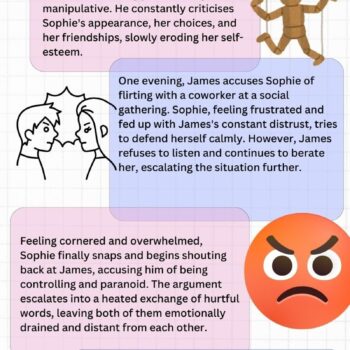 manipulative. He constantly criticises
Sophie's appearance, her choices, and
her friendships, slowly eroding her self-
esteem.
One evening, James accuses Sophie of
flirting with a coworker at a social
gathering. Sophie, feeling frustrated and
fed up with James's constant distrust, tries
to defend herself calmly. However, James
refuses to listen and continues to berate
her, escalating the situation further.
Feeling cornered and overwhelmed,
Sophie finally snaps and begins shouting
back at James, accusing him of being
controlling and paranoid. The argument
escalates into a heated exchange of hurtful
words, leaving both of them emotionally
drained and distant from each other.